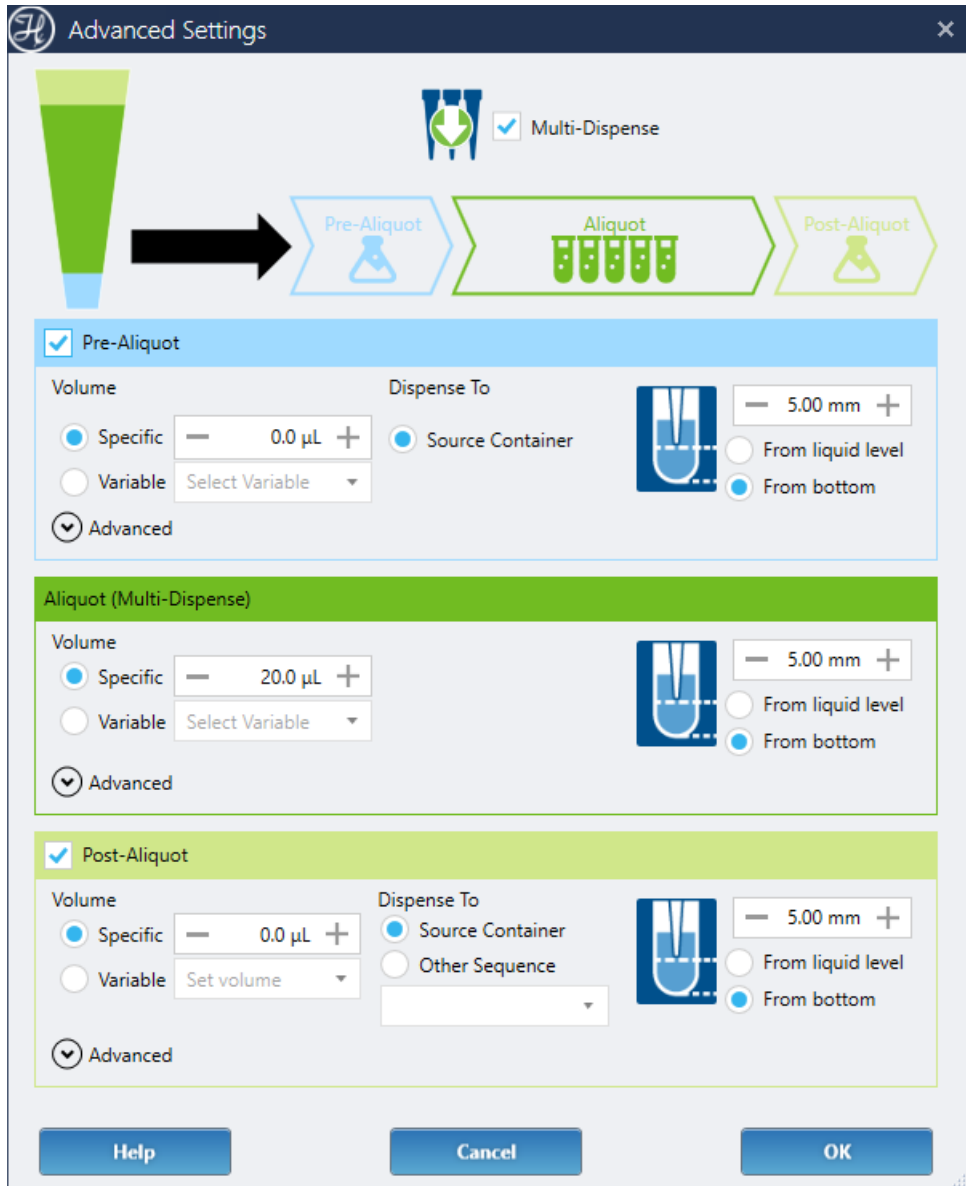 Advanced Settings
Multi-Dispense
Pre-Aliquot
Aliquot
Post-Aliquot
Pre-Aliquot
Volume
Dispense To
Specific
0.0 µL
Source Container
5.00 mm
From liquid level
Variable
Select Variable
From bottom
Advanced
Aliquot (Multi-Dispense)
Volume
Specific
20.0 µL
5.00 mm
From liquid level
Variable
Select Variable
From bottom
Advanced
Post-Aliquot
Volume
Dispense To
Specific
0.0 µL
Source Container
5.00 mm
Other Sequence
From liquid level
Variable
Set volume
From bottom
Advanced
Help
Cancel
OK